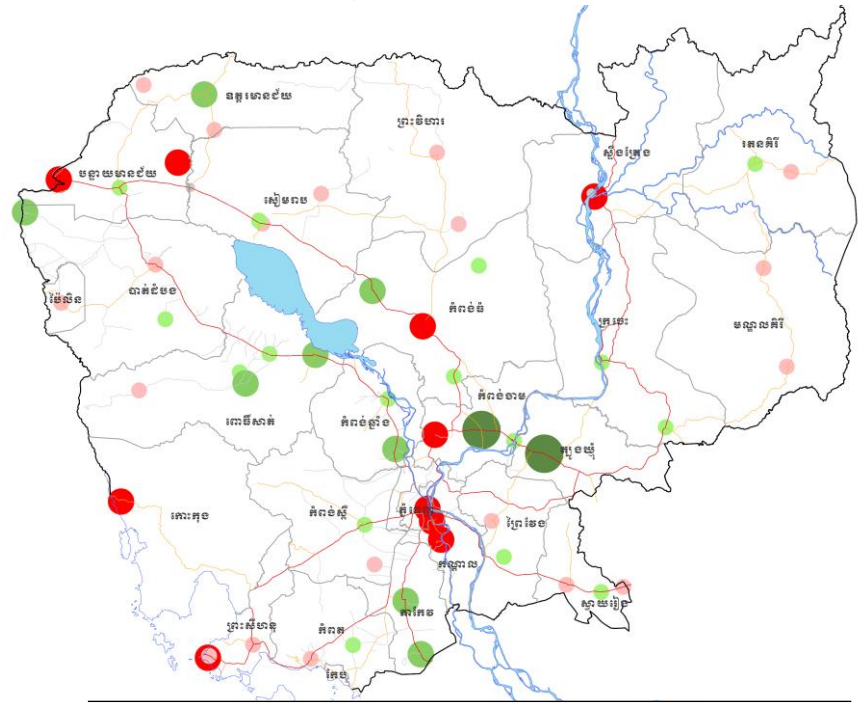 ឧត្តរមានជ័យ
ព្រះវិហារ
ស្ទឹងត្រែង
រតនគិរី
បន្ទាយមានជ័យ
សៀមរាប
ប៉ៃលិន
បាត់ដំបង
កំពង់ធំ
ក្រចេះ
មណ្ឌលគិរី
ពោធិ៍សាត់
កំពង់ឆ្នាំង
កំពង់ចាម
ត្បូងឃ្មុំ
កោះកុង
កំពង់ស្ពឺ
ភ្នំពេញ
ព្រៃវែង
កណ្តាល
តាកែវ
ស្វាយរៀង
ព្រះសីហនុ
កំពត
កែប